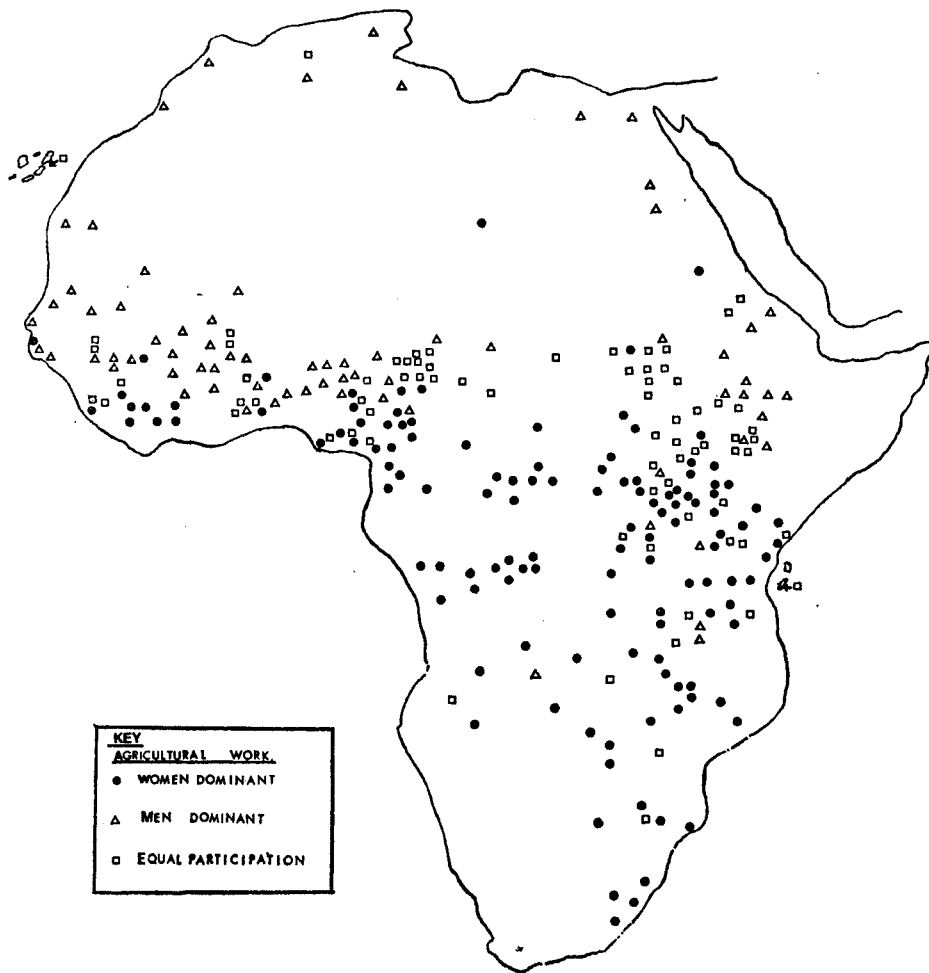 KEY
AGRICULTURAL WORK.
WOMEN DOMINANT
MEN DOMINANT
EQUAL PARTICIPATION